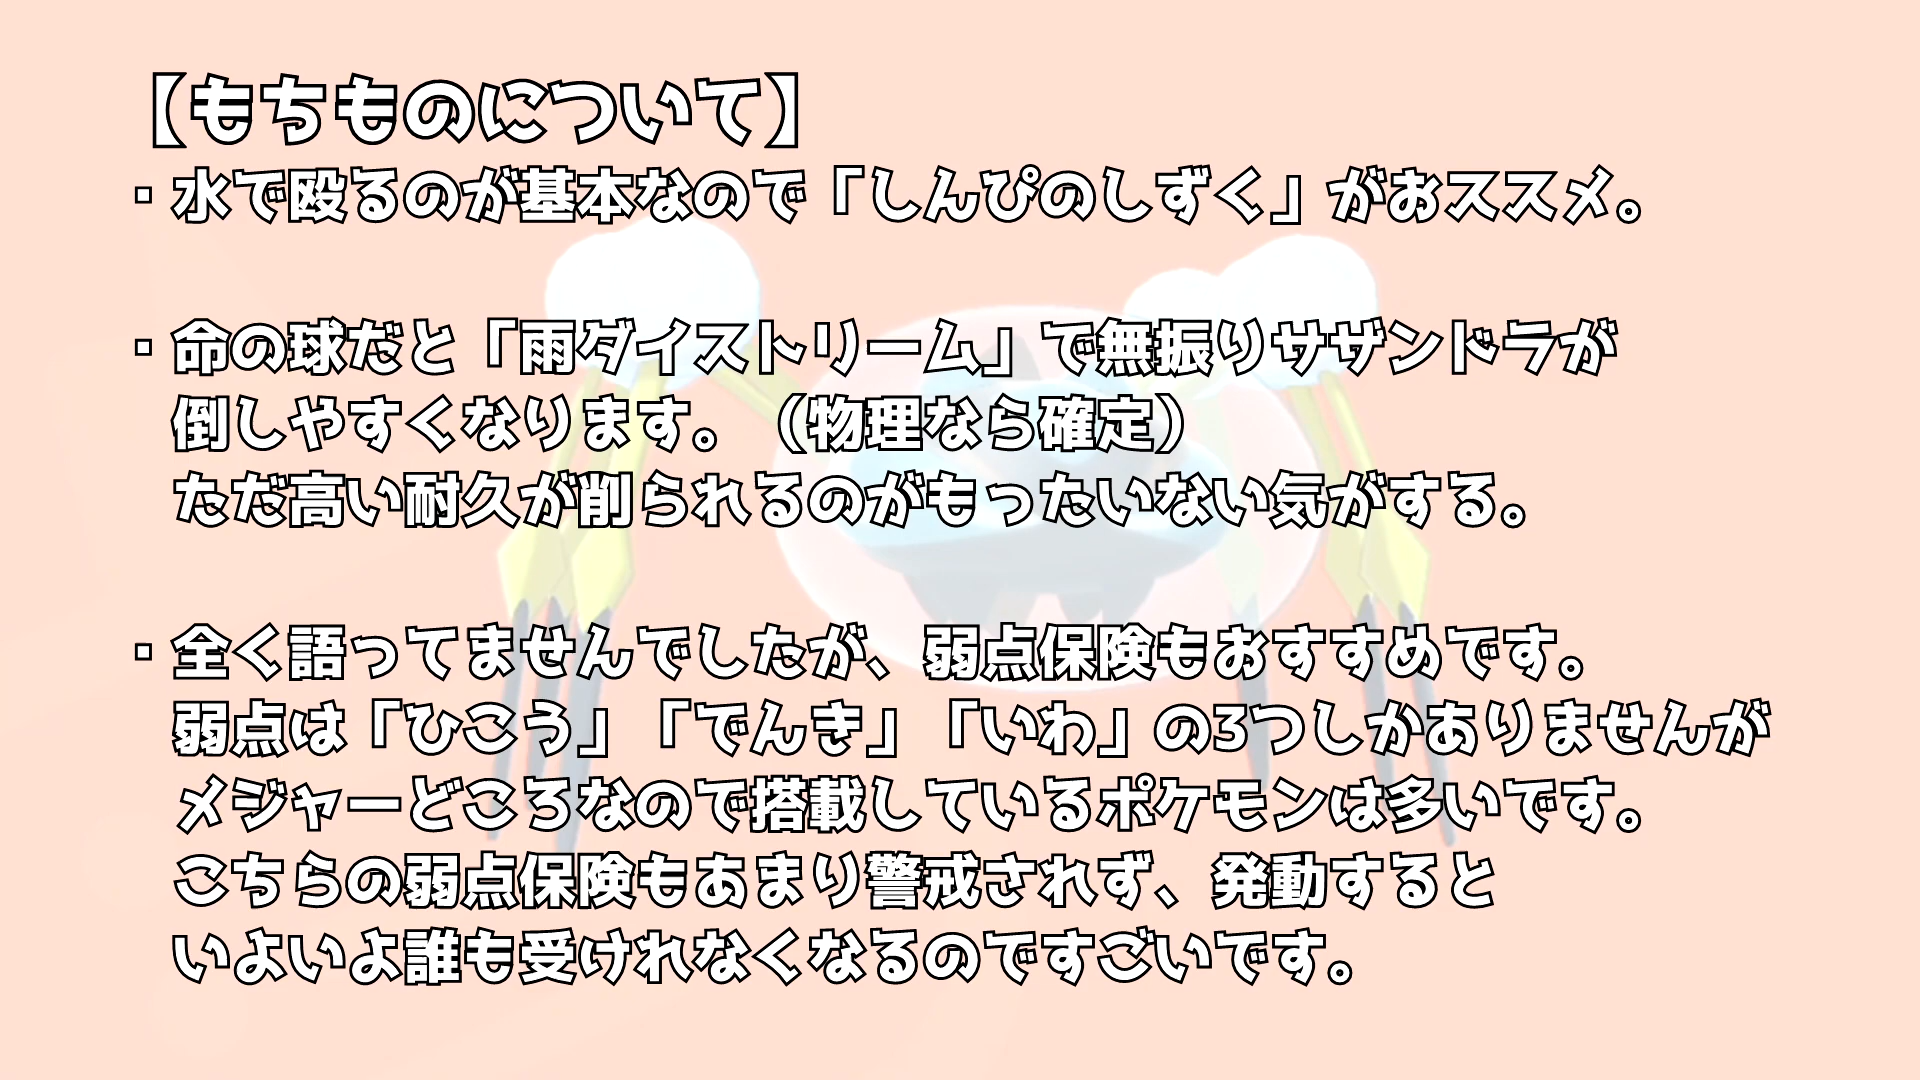 【もちものについて】
・水で殴るのが基本なので「しんぴのしずく」がおススメ。
・命の球だと「雨ダイストリーム」で無振りサザンドラが
倒しやすくなります。（物理なら確定）
ただ高い耐久が削られるのがもったいない気がする。
・全く語ってませんでしたが、弱点保険もおすすめです。
弱点は「ひこう」「でんき」「いわ」の3つしかありませんが
メジャーどころなので搭載しているポケモンは多いです。
こちらの弱点保険もあまり警戒されず、発動すると
いよいよ誰も受けれなくなるのですごいです。